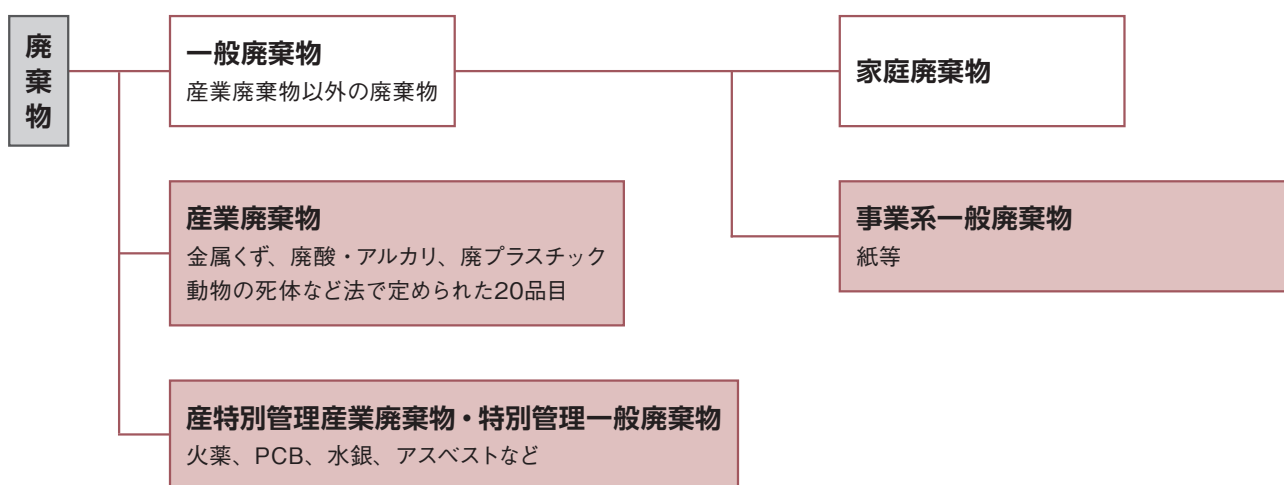 廃棄物
一般廃棄物
産業廃棄物以外の廃棄物
家庭廃棄物
事業系一般廃棄物
紙等
産業廃棄物
金属くず、廃酸・アルカリ、廃プラスチック
動物の死体など法で定められた20品目
産特別管理産業廃棄物・特別管理一般廃棄物
火薬、PCB、水銀、アスベストなど